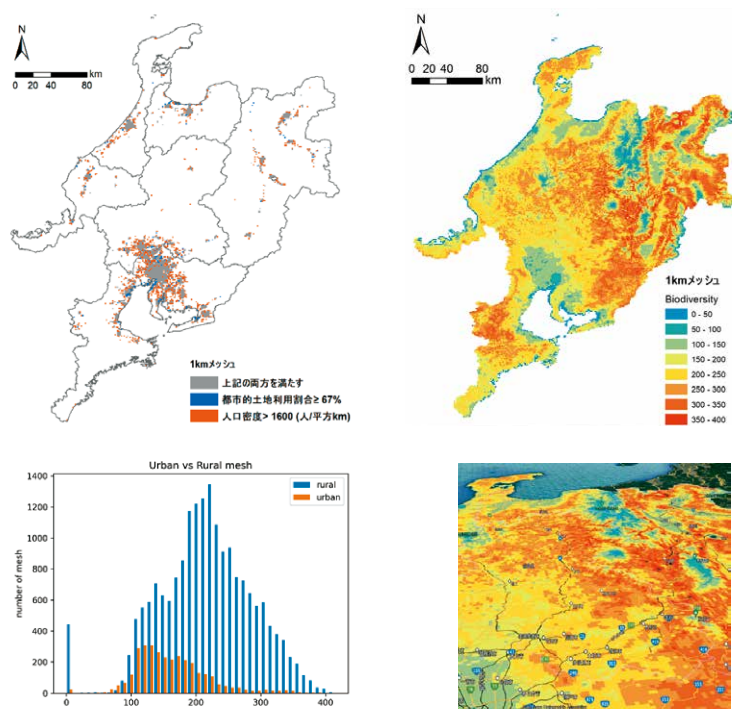 N
0 20 40 80
km
1kmメッシュ
上記の両方を満たす
都市的土地利用割合≥ 67%
人口密度> 1600 (人/平方km)
N
0 20 40 80
km
1kmメッシュ
Biodiversity
0 - 50
50 - 100
100 - 150
150 - 200
200 - 250
250 - 300
300 - 350
350 - 400
Urban vs Rural mesh
rural
urban
number of mesh
1400
1200
1000
800
600
400
200
0
0 100 200 300 400